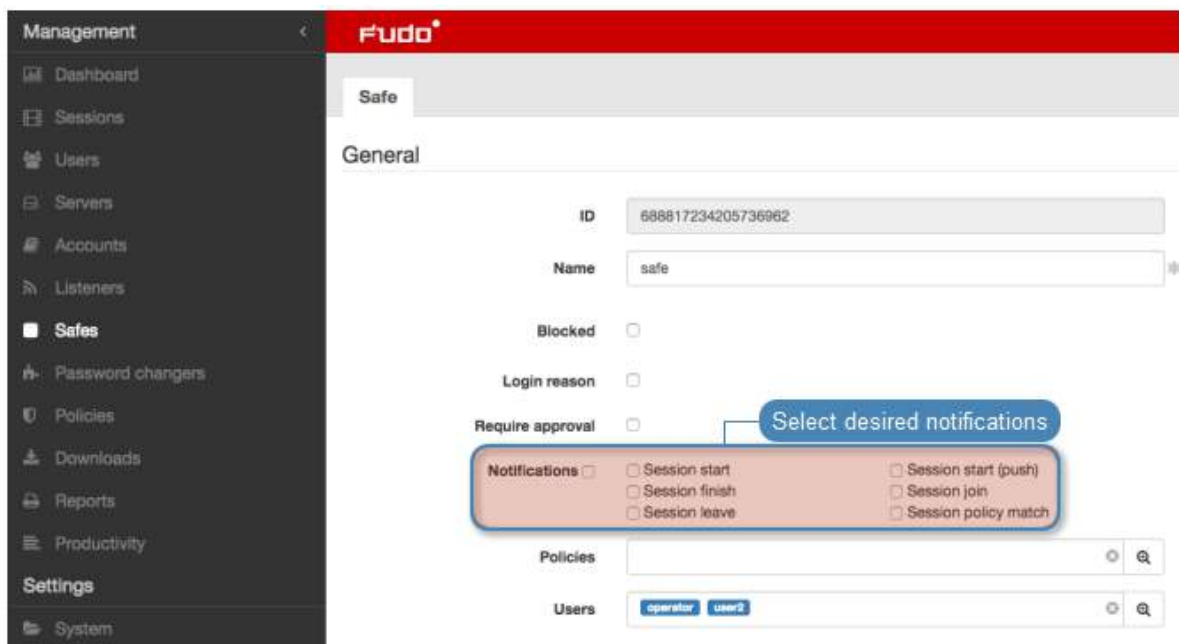 Management
Dashboard
Sessions
Users
Servers
Accounts
Listeners
Safes
Password changers
Policies
Downloads
Reports
Productivity
Settings
System
FUDO
Safe
General
ID 688817234205736962
Name safe
Blocked
Login reason
Require approval
Select desired notifications
Notifications Session start Session start (push)
Session finish Session join
Session leave Session policy match
Policies
Users operator user2